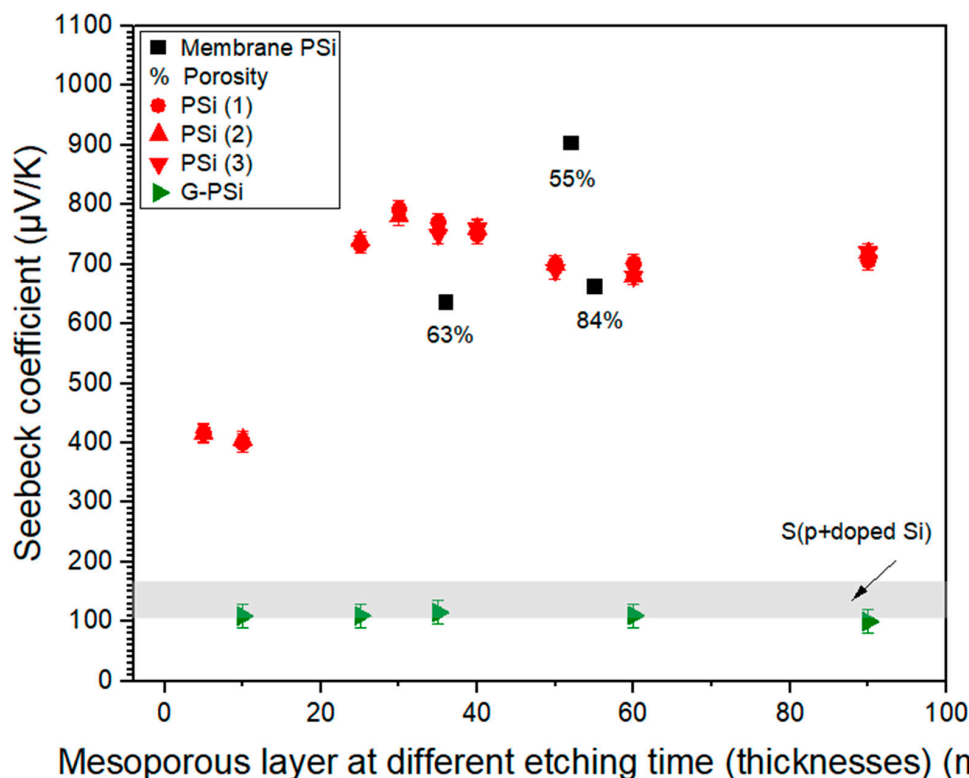 Seebeck coefficient (µV/K)
1100
1000
900
800
700
600
500
400
300
200
100
0
Membrane PSi
% Porosity
PSi (1)
PSi (2)
PSi (3)
G-PSi
55%
63%
84%
S(p+doped Si)
0
20
40
60
80
100
Mesoporous layer at different etching time (thicknesses)